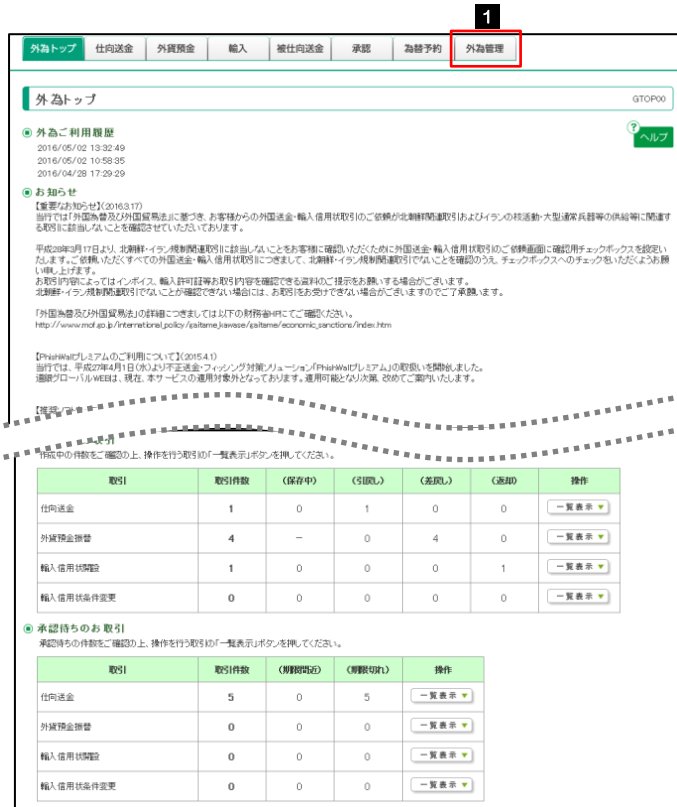 1
外為トップ 仕向送金 外貨預金 輸入 被仕向送金 承認 為替予約 外為管理
外為トップ GTOP00
外為ご利用履歴 ? ヘルプ
2016/05/02 13:32:49
2016/05/02 10:58:35
2016/04/28 17:29:29
お知らせ
【重要なお知らせ】(2016.3.17)
当行では「外国為替及び外国貿易法」に基づき、お客様からの外国送金・輸入信用状取引のご依頼が北朝鮮関連取引およびイランの核活動・大型通常兵器等の供給等に関連す
る取引に該当しないことを確認させていただいております。
平成28年3月17日より、北朝鮮・イラン規制関連取引に該当しないことをお客様に確認いただくために外国送金・輸入信用状取引のご依頼画面に確認用チェックボックスを設定い
たします。ご依頼いただくすべての外国送金・輸入信用状取引につきまして、北朝鮮・イラン規制関連取引でないことを確認のうえ、チェックボックスへのチェックをいただくようお願
い申し上げます。
お取引内容によってはインボイス、輸入許可証等お取引内容を確認できる資料のご提示をお願いする場合がございます。
北朝鮮・イラン規制関連取引でないことが確認できない場合には、お取引をお受けできない場合がございますのでご了承願います。
「外国為替及び外国貿易法」の詳細につきましては以下の財務省HPにてご確認ください。
http://www.mof.go.jp/international_policy/gaitame_kawase/gaitame/economic_sanctions/index.htm
【PhishWallプレミアムのご利用について】(2015.4.1)
当行では、平成27年4月1日(水)より不正送金・フィッシング対策ソリューション「PhishWallプレミアム」の取扱いを開始しました。
道銀グローバルWEBは、現在、本サービスの適用対象外となっております。適用可能となり次第、改めてご案内いたします。
作成中の件数をご確認の上、操作を行う取引の「一覧表示」ボタンを押してください。
取引 取引件数 (保存中) (引戻し) (差戻し) (返却) 操作
仕向送金 1 0 1 0 0 一覧表示 ▼
外貨預金振替 4 － 0 4 0 一覧表示 ▼
輸入信用状開設 1 0 0 0 1 一覧表示 ▼
輸入信用状条件変更 0 0 0 0 0 一覧表示 ▼
承認待ちのお取引
承認待ちの件数をご確認の上、操作を行う取引の「一覧表示」ボタンを押してください。
取引 取引件数 (期限間近) (期限切れ) 操作
仕向送金 5 0 5 一覧表示 ▼
外貨預金振替 0 0 0 一覧表示 ▼
輸入信用状開設 0 0 0 一覧表示 ▼
輸入信用状条件変更 0 0 0 一覧表示 ▼